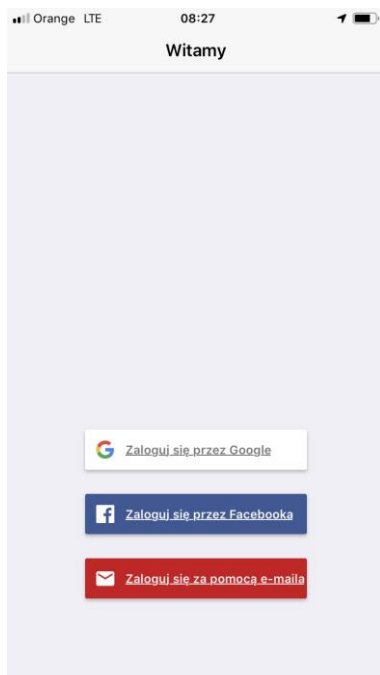 Orange LTE 08:27
Witamy
Zaloguj się przez Google
Zaloguj się przez Facebooka
Zaloguj się za pomocą e-maila